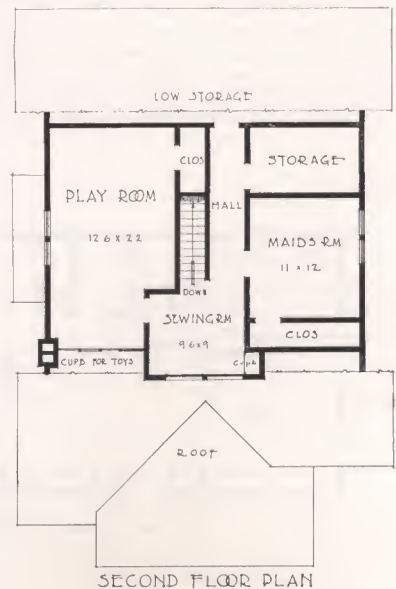 LOW STORAGE
CLOS
STORAGE
PLAY ROOM
HALL
12 6 X 22
MAIDS RM
11 X 12
DOWN
SEWING RM
9 6 X 9
CLOS
CUPD FOR TOYS
CUPB
ROOF
SECOND FLOOR PLAN